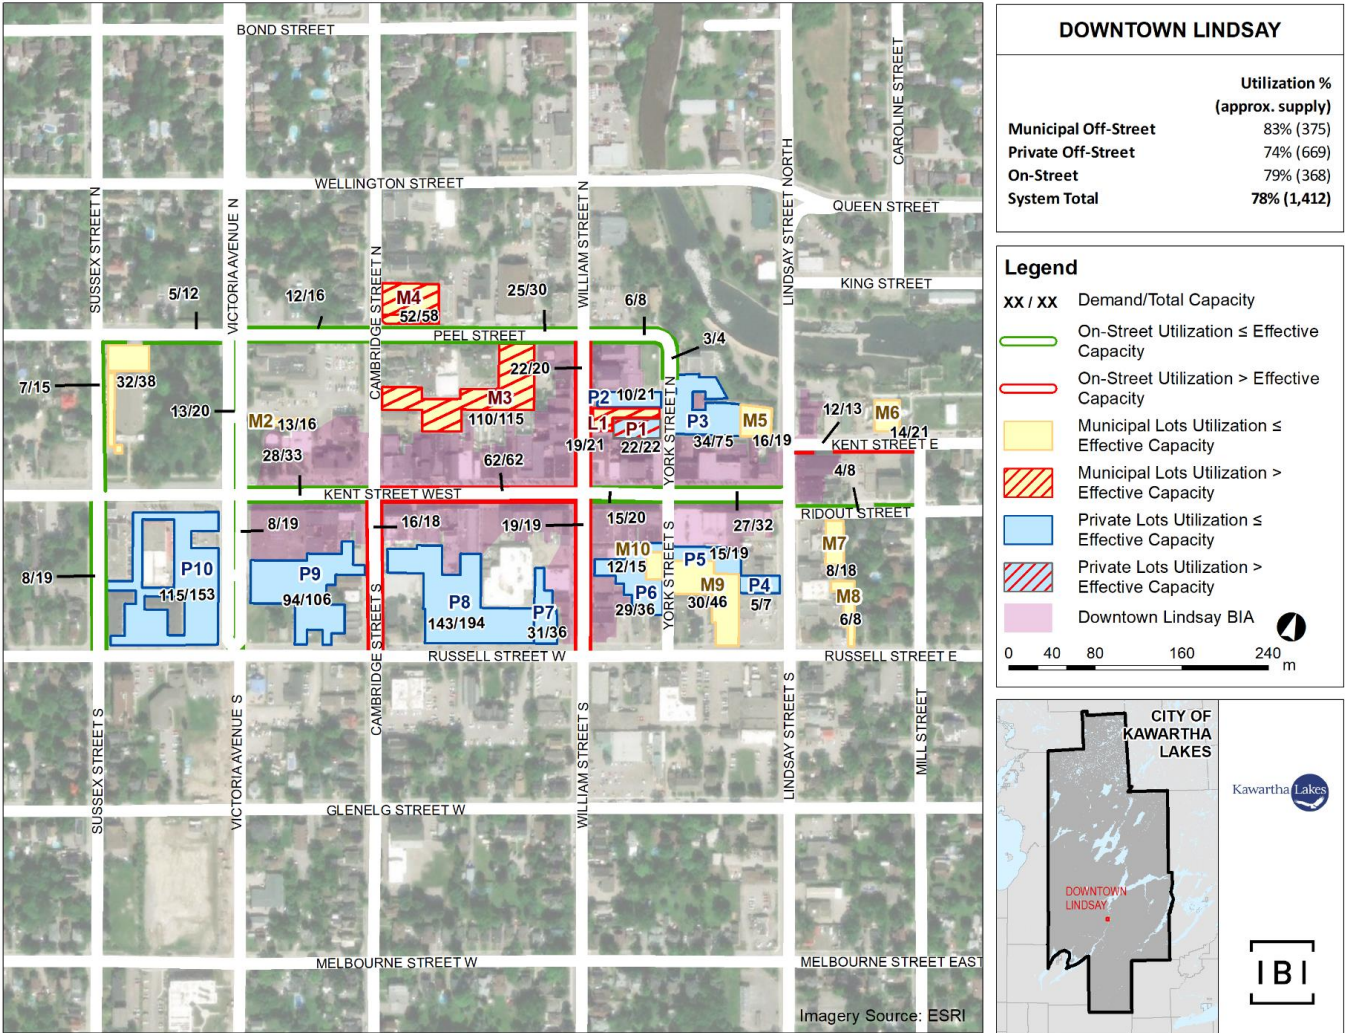 BOND STREET
CAROLINE STREET
WELLINGTON STREET
SUSSEX STREET N
VICTORIA AVENUE N
CAMBRIDGE STREET N
WILLIAM STREET N
LINDSAY STREET NORTH
QUEEN STREET
KING STREET
5/12
12/16
M4
52/58
25/30
6/8
PEEL STREET
3/4
7/15
32/38
13/20
M2 13/16
28/33
22/20
M3
110/115
62/62
19/21
P2
10/21
L1
P1
22/22
P3
34/75
M5
16/19
YORK STREET N
12/13
M6
14/21
KENT STREET E
4/8
KENT STREET WEST
RIDOUT STREET
8/19
16/18
19/19
15/20
27/32
8/19
P10
115/153
P9
94/106
P8
143/194
P7
31/36
M10
12/15
P6
29/36
YORK STREET S
P5
15/19
M9
30/46
P4
5/7
M7
8/18
M8
6/8
CAMBRIDGE STREET S
RUSSELL STREET W
RUSSELL STREET E
SUSSEX STREET S
VICTORIA AVENUE S
WILLIAM STREET S
LINDSAY STREET S
MILL STREET
GLENELG STREET W
MELBOURNE STREET W
MELBOURNE STREET EAST
Imagery Source: ESRI
DOWNTOWN LINDSAY
Utilization %
(approx. supply)
Municipal Off-Street 83% (375)
Private Off-Street 74% (669)
On-Street 79% (368)
System Total 78% (1,412)
Legend
XX / XX Demand/Total Capacity
On-Street Utilization ≤ Effective
Capacity
On-Street Utilization > Effective
Capacity
Municipal Lots Utilization ≤
Effective Capacity
Municipal Lots Utilization >
Effective Capacity
Private Lots Utilization ≤
Effective Capacity
Private Lots Utilization >
Effective Capacity
Downtown Lindsay BIA
0 40 80 160 240
m
CITY OF
KAWARTHA
LAKES
DOWNTOWN
LINDSAY
Kawartha Lakes
IBI